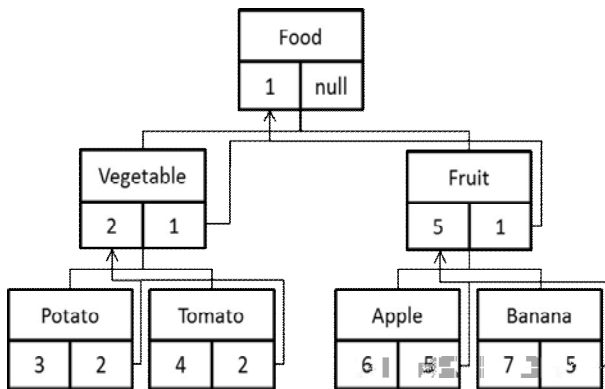 Food
1 null
Vegetable Fruit
2 1 5 1
Potato Tomato Apple Banana
3 2 4 2 6 5 7 5